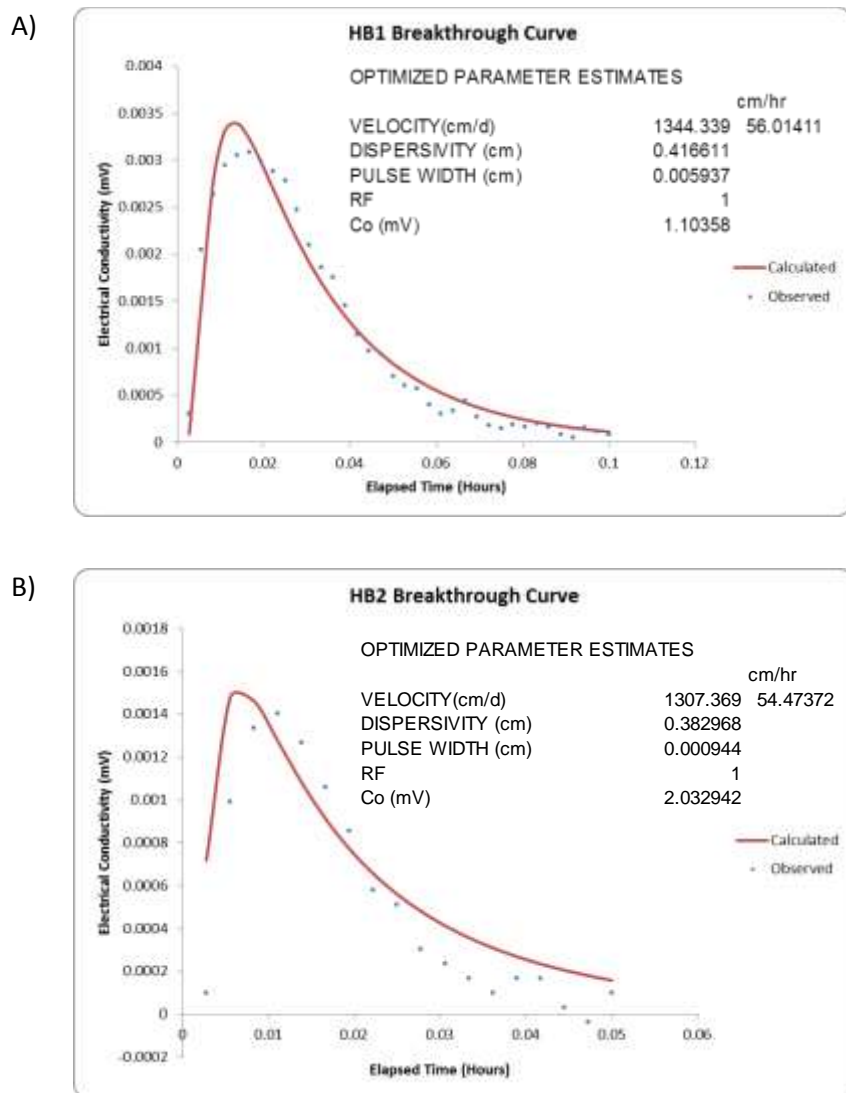 A)
HB1 Breakthrough Curve
OPTIMIZED PARAMETER ESTIMATES
cm/hr
VELOCITY(cm/d) 1344.339 56.01411
DISPERSIVITY (cm) 0.416611
PULSE WIDTH (cm) 0.005937
RF 1
Co (mV) 1.10358
Calculated
Observed
Electrical Conductivity (mV)
0.004
0.0035
0.003
0.0025
0.002
0.0015
0.001
0.0005
0
0 0.02 0.04 0.06 0.08 0.1 0.12
Elapsed Time (Hours)
B)
HB2 Breakthrough Curve
OPTIMIZED PARAMETER ESTIMATES
cm/hr
VELOCITY(cm/d) 1307.369 54.47372
DISPERSIVITY (cm) 0.382968
PULSE WIDTH (cm) 0.000944
RF 1
Co (mV) 2.032942
Calculated
Observed
Electrical Conductivity (mV)
0.0018
0.0016
0.0014
0.0012
0.001
0.0008
0.0006
0.0004
0.0002
0
-0.0002
0 0.01 0.02 0.03 0.04 0.05 0.06
Elapsed Time (Hours)